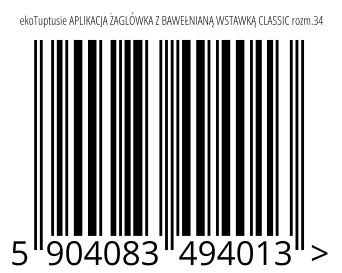 ekoTuptusie APLIKACJA ŻAGLÓWKA Z BAWEŁNIANĄ WSTAWKĄ CLASSIC rozm.34
5 904083 494013 >